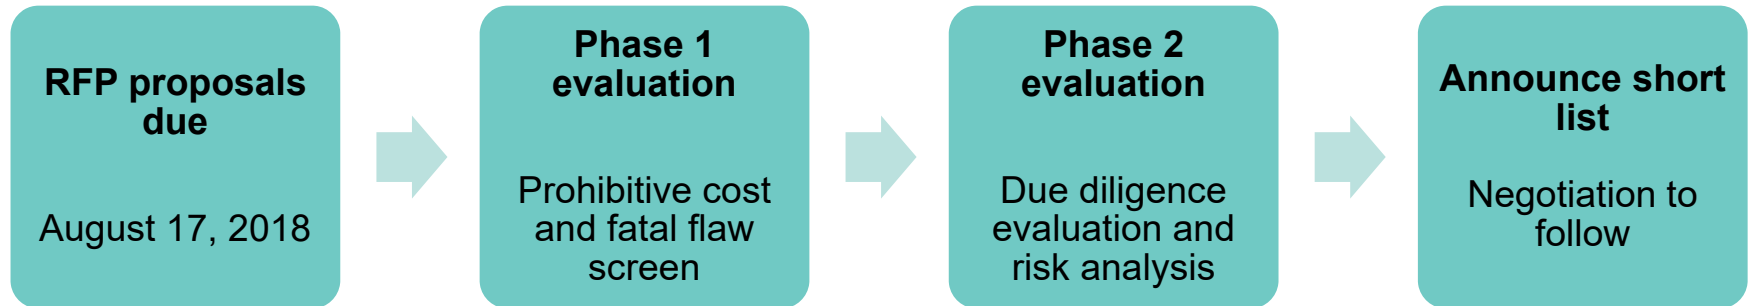 RFP proposals
due
August 17, 2018
Phase 1
evaluation
Prohibitive cost
and fatal flaw
screen
Phase 2
evaluation
Due diligence
evaluation and
risk analysis
Announce short
list
Negotiation to
follow